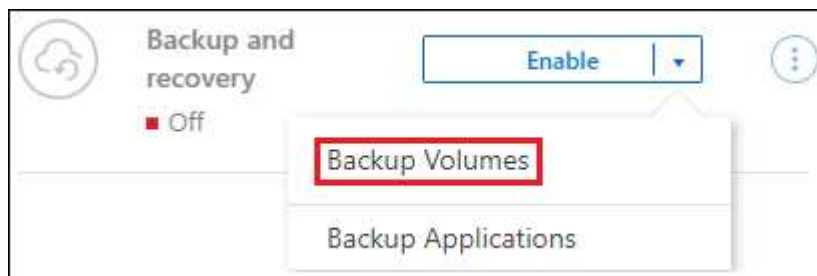 Backup and
recovery
Enable
Off
Backup Volumes
Backup Applications